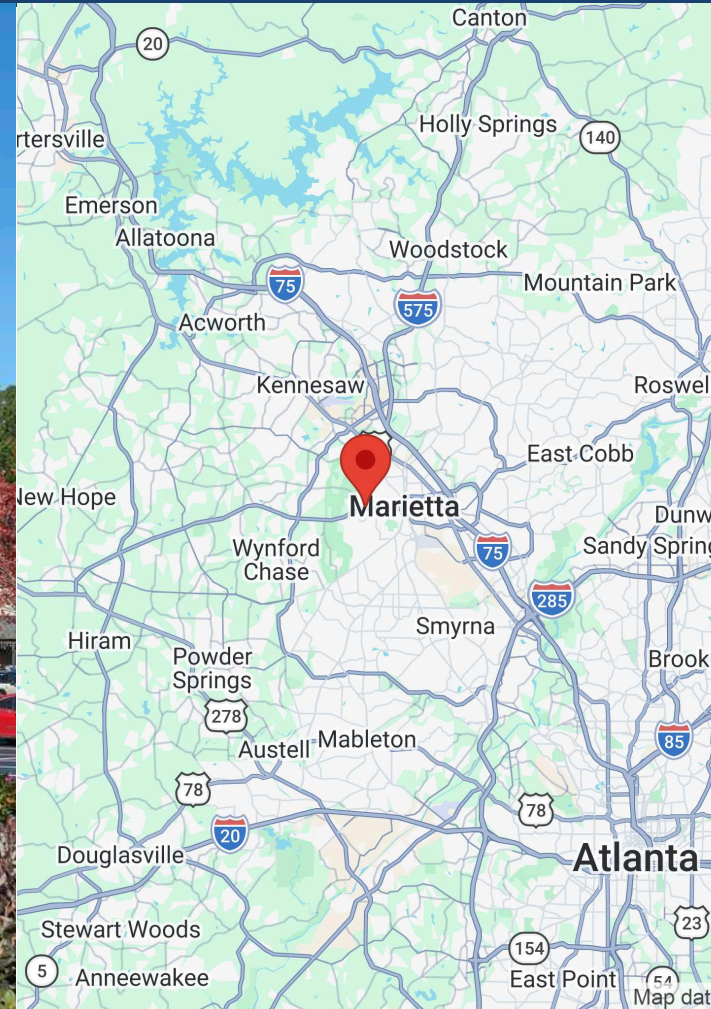 Canton
20
Holly Springs
140
rtersville
Emerson
Allatoona
Woodstock
75
Mountain Park
575
Acworth
Kennesaw
Roswel
East Cobb
New Hope
Marietta
Dunw
75
Sandy Spring
Wynford
Chase
285
Smyrna
Hiram
Brook
Powder
Springs
278
Austell
Mableton
85
78
78
20
Douglasville
Atlanta
23
Stewart Woods
154
5
Anneewakee
East Point
54
Map dat